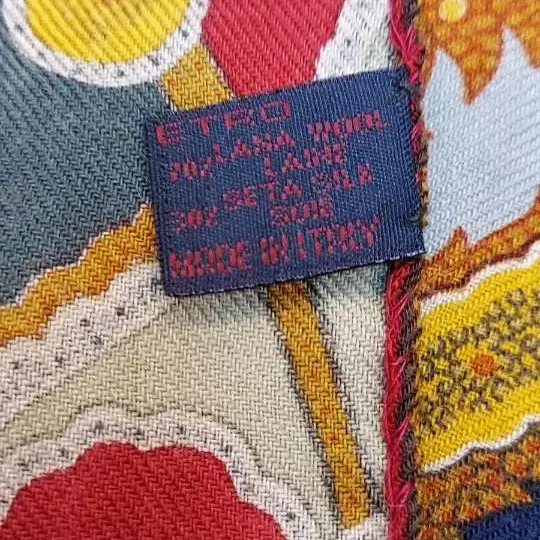 ETRO
70% LANA WOOL
LAINE
30% SETA SILK
SOIE
MADE IN ITALY